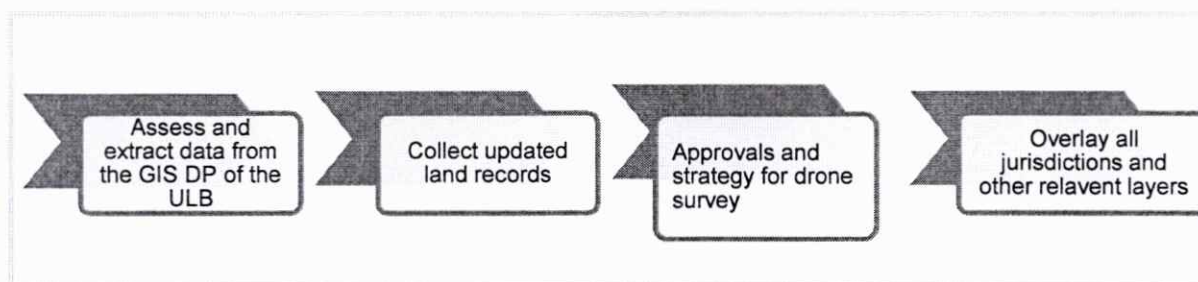 Assess and
extract data from
the GIS DP of the
ULB
Collect updated
land records
Approvals and
strategy for drone
survey
Overlay all
jurisdictions and
other relavent layers